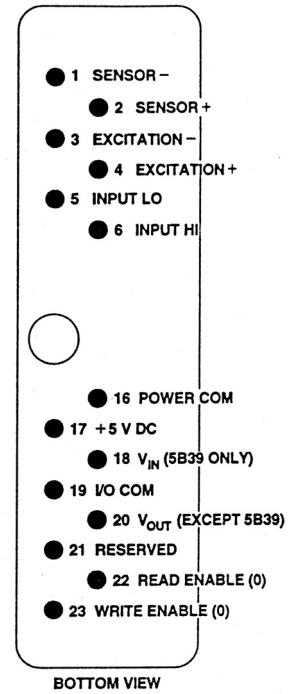 1 SENSOR –
2 SENSOR +
3 EXCITATION –
4 EXCITATION +
5 INPUT LO
6 INPUT HI
16 POWER COM
17 +5 V DC
18 VIN (5B39 ONLY)
19 I/O COM
20 VOUT (EXCEPT 5B39)
21 RESERVED
22 READ ENABLE (0)
23 WRITE ENABLE (0)
BOTTOM VIEW